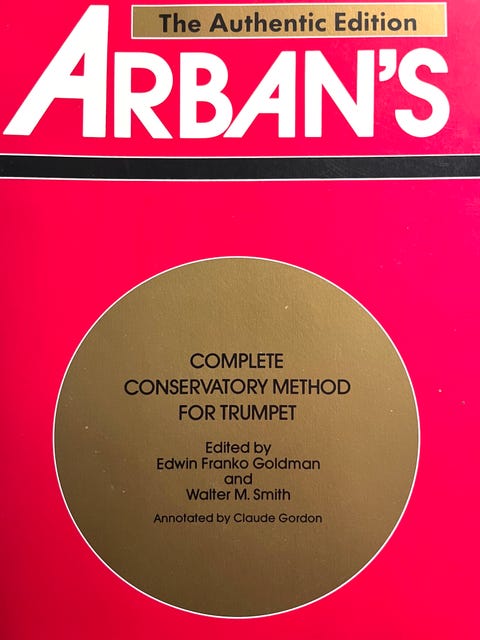 The Authentic Edition
ARBAN'S
COMPLETE
CONSERVATORY METHOD
FOR TRUMPET
Edited by
Edwin Franko Goldman
and
Walter M. Smith
Annotated by Claude Gordon